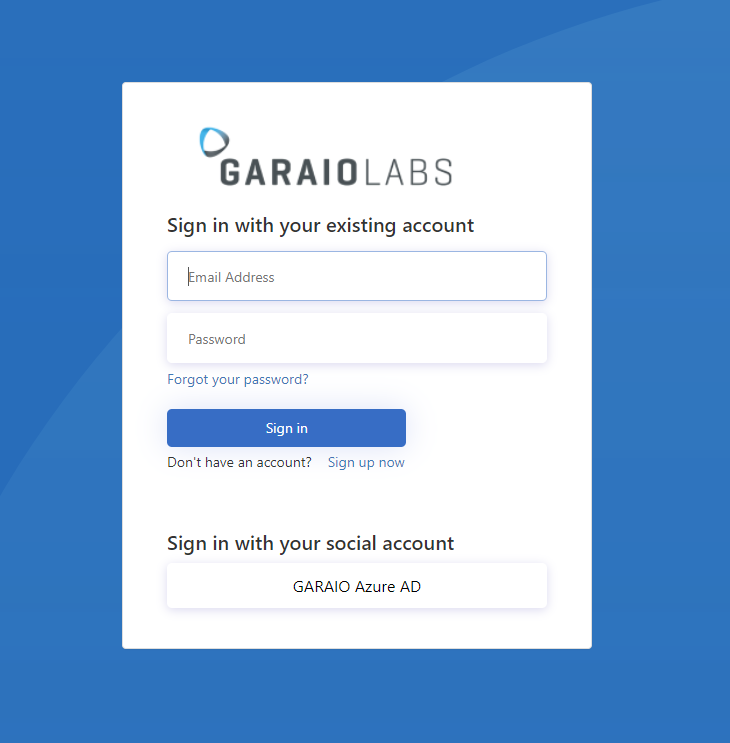 GARAIOLABS
Sign in with your existing account
Email Address
Password
Forgot your password?
Sign in
Don't have an account? Sign up now
Sign in with your social account
GARAIO Azure AD